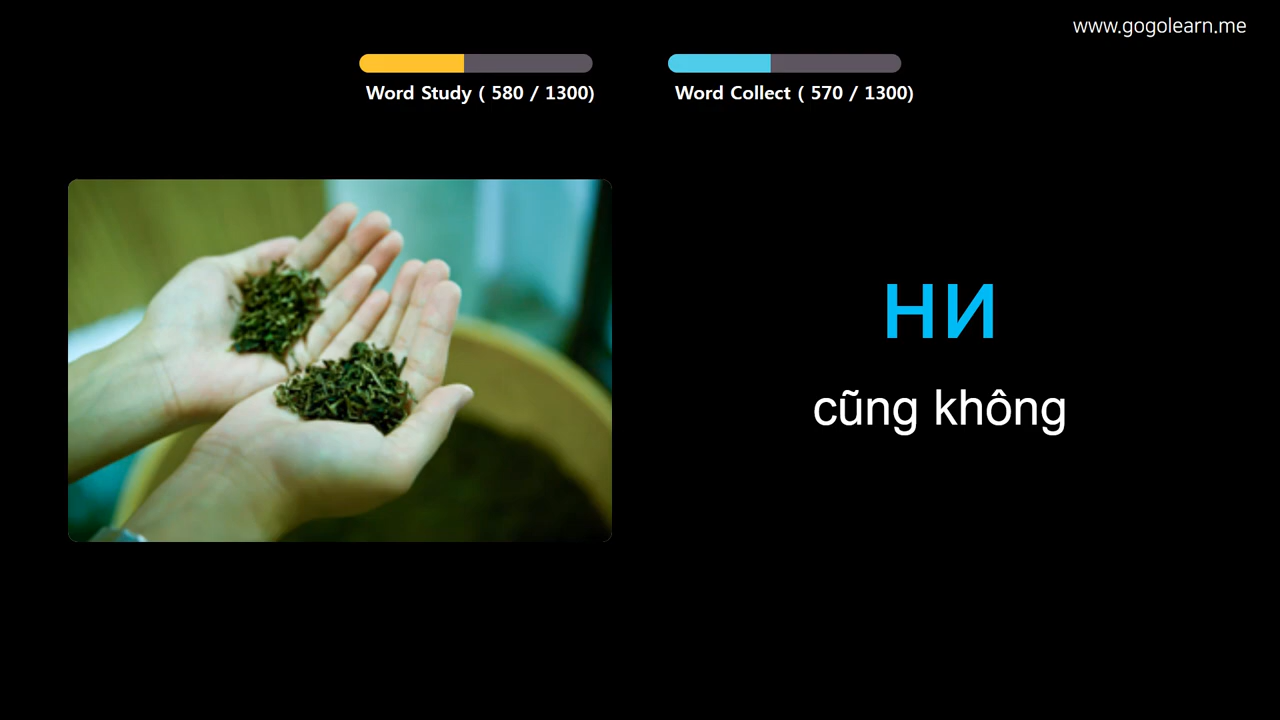 www.gogolearn.me
Word Study ( 580 / 1300)
Word Collect ( 570 / 1300)
ни
cũng không